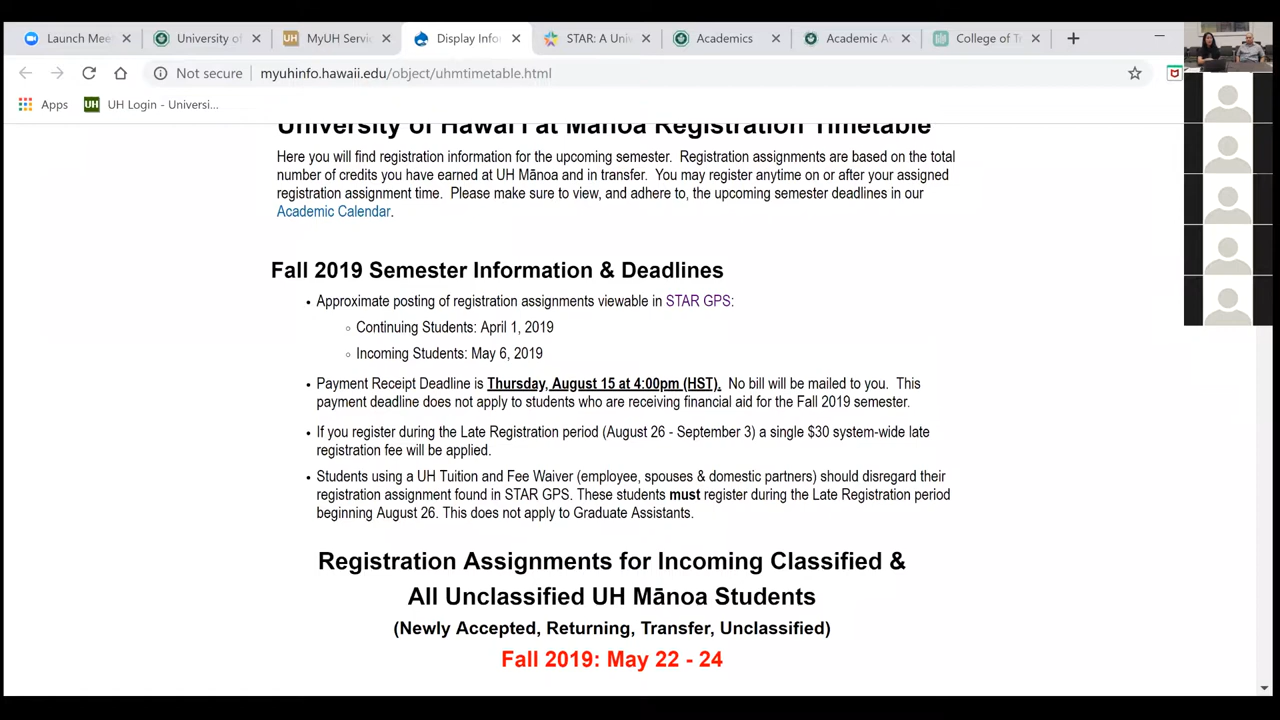 Launch Mee
University of
MyUH Servi
Display Info
STAR: A Uni
Academics
Academic A
College of T
Not secure
myuhinfo.hawaii.edu/object/uhmtimetable.html
Apps
UH Login - Universi...
University of Hawai'i at Mānoa Registration Timetable
Here you will find registration information for the upcoming semester. Registration assignments are based on the total
number of credits you have earned at UH Mānoa and in transfer. You may register anytime on or after your assigned
registration assignment time. Please make sure to view, and adhere to, the upcoming semester deadlines in our
Academic Calendar.
Fall 2019 Semester Information & Deadlines
• Approximate posting of registration assignments viewable in STAR GPS:
◦ Continuing Students: April 1, 2019
◦ Incoming Students: May 6, 2019
• Payment Receipt Deadline is Thursday, August 15 at 4:00pm (HST). No bill will be mailed to you. This
payment deadline does not apply to students who are receiving financial aid for the Fall 2019 semester.
• If you register during the Late Registration period (August 26 - September 3) a single $30 system-wide late
registration fee will be applied.
• Students using a UH Tuition and Fee Waiver (employee, spouses & domestic partners) should disregard their
registration assignment found in STAR GPS. These students must register during the Late Registration period
beginning August 26. This does not apply to Graduate Assistants.
Registration Assignments for Incoming Classified &
All Unclassified UH Mānoa Students
(Newly Accepted, Returning, Transfer, Unclassified)
Fall 2019: May 22 - 24